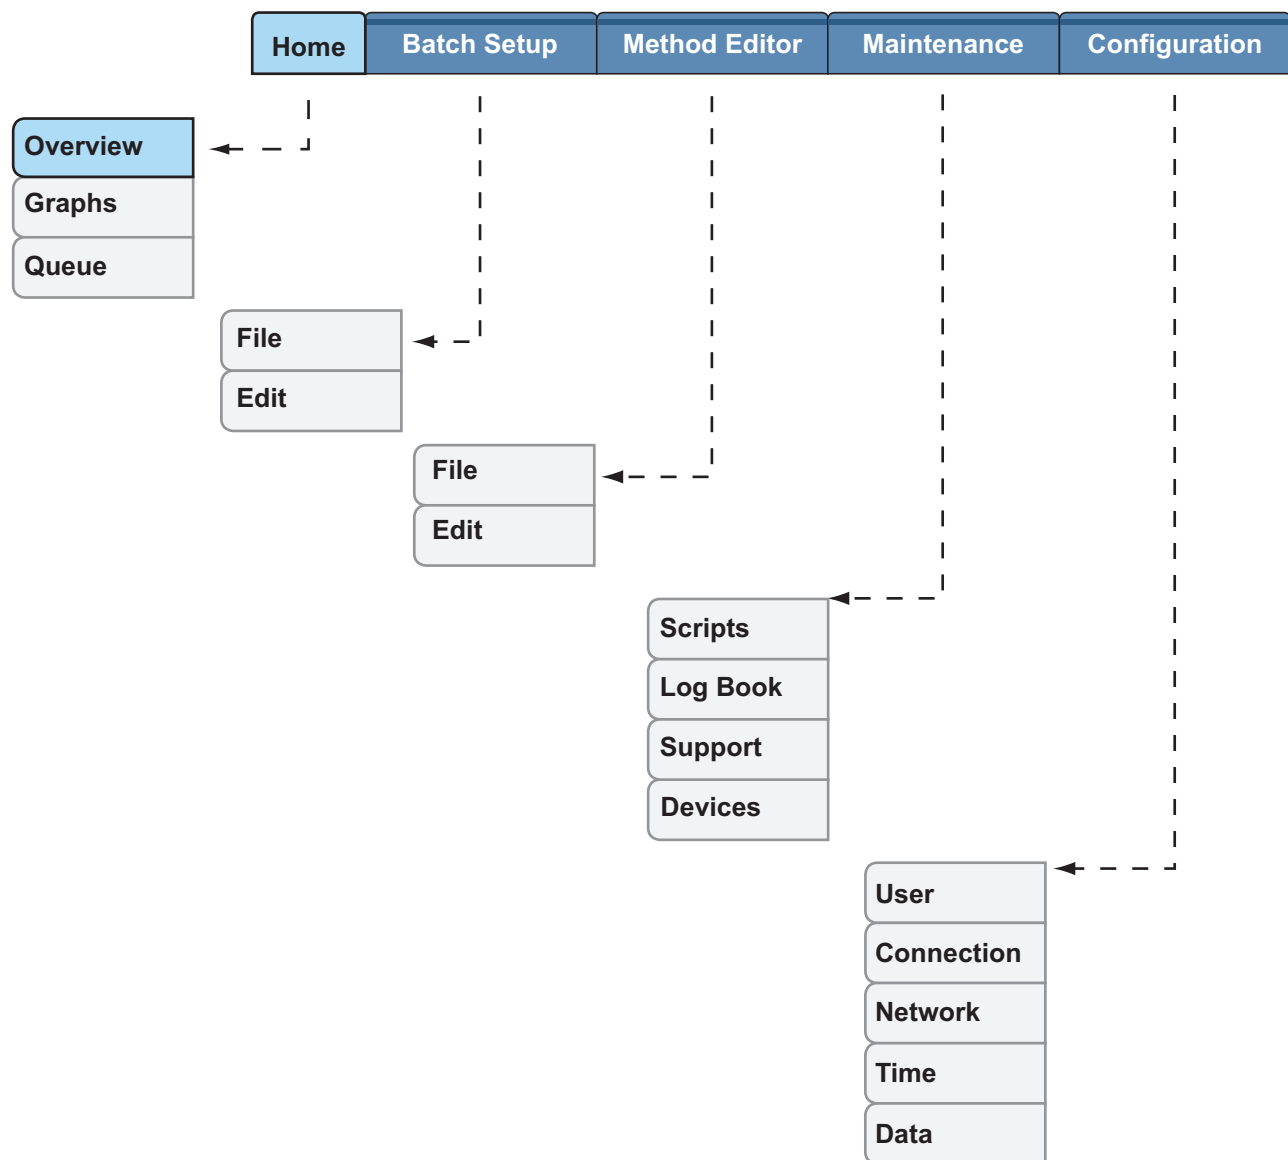 Home Batch Setup Method Editor Maintenance Configuration
Overview
Graphs
Queue
File
Edit
File
Edit
Scripts
Log Book
Support
Devices
User
Connection
Network
Time
Data